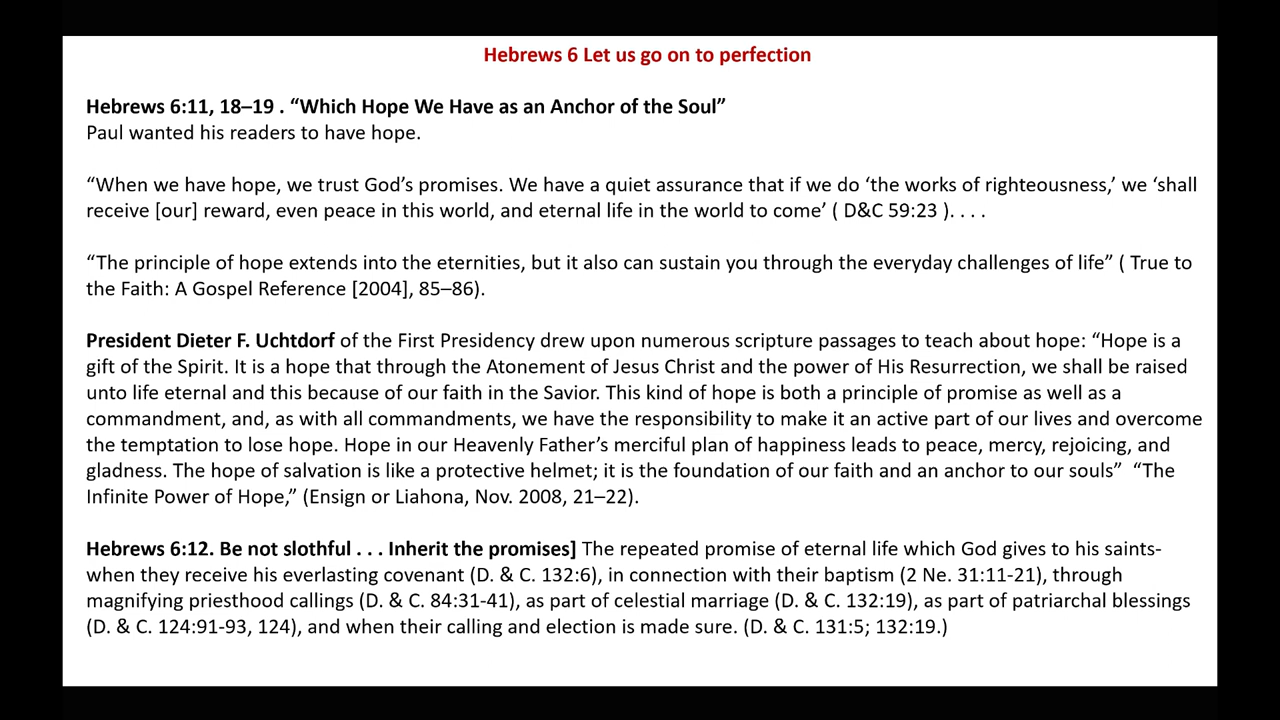 Hebrews 6 Let us go on to perfection
Hebrews 6:11, 18–19 . “Which Hope We Have as an Anchor of the Soul”
Paul wanted his readers to have hope.
“When we have hope, we trust God’s promises. We have a quiet assurance that if we do ‘the works of righteousness,’ we ‘shall
receive [our] reward, even peace in this world, and eternal life in the world to come’ ( D&C 59:23 ). . . .
“The principle of hope extends into the eternities, but it also can sustain you through the everyday challenges of life” ( True to
the Faith: A Gospel Reference [2004], 85–86).
President Dieter F. Uchtdorf of the First Presidency drew upon numerous scripture passages to teach about hope: “Hope is a
gift of the Spirit. It is a hope that through the Atonement of Jesus Christ and the power of His Resurrection, we shall be raised
unto life eternal and this because of our faith in the Savior. This kind of hope is both a principle of promise as well as a
commandment, and, as with all commandments, we have the responsibility to make it an active part of our lives and overcome
the temptation to lose hope. Hope in our Heavenly Father’s merciful plan of happiness leads to peace, mercy, rejoicing, and
gladness. The hope of salvation is like a protective helmet; it is the foundation of our faith and an anchor to our souls”  “The
Infinite Power of Hope,” (Ensign or Liahona, Nov. 2008, 21–22).
Hebrews 6:12. Be not slothful . . . Inherit the promises] The repeated promise of eternal life which God gives to his saints-
when they receive his everlasting covenant (D. & C. 132:6), in connection with their baptism (2 Ne. 31:11-21), through
magnifying priesthood callings (D. & C. 84:31-41), as part of celestial marriage (D. & C. 132:19), as part of patriarchal blessings
(D. & C. 124:91-93, 124), and when their calling and election is made sure. (D. & C. 131:5; 132:19.)